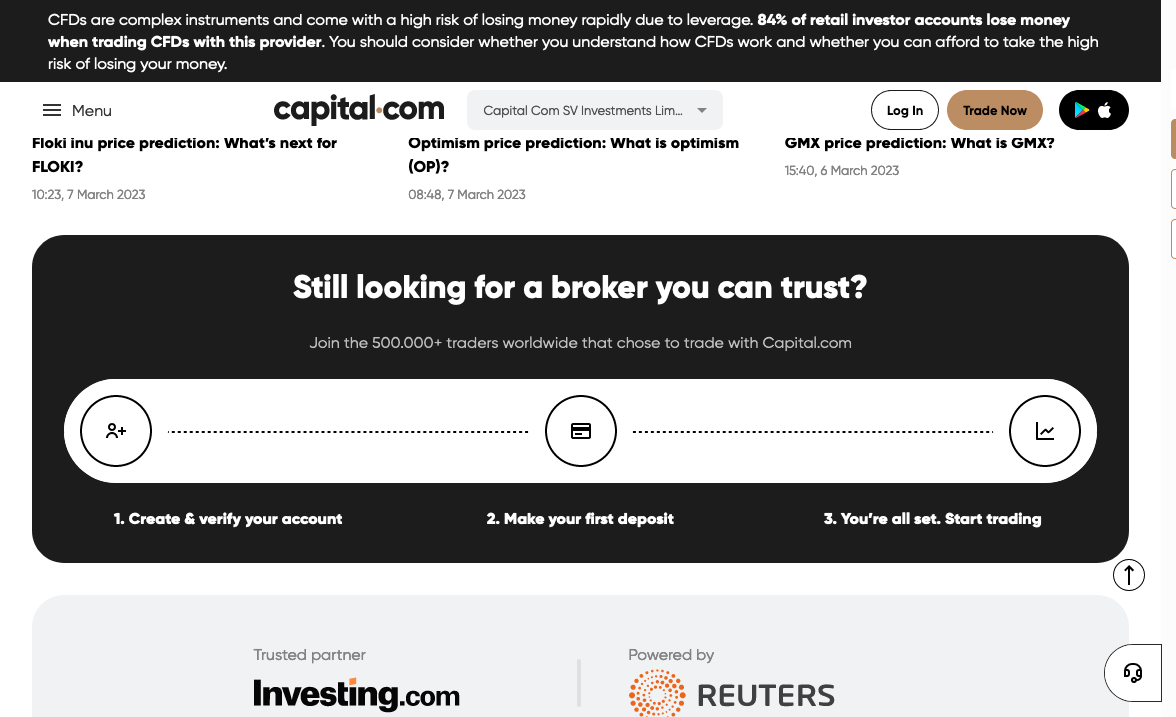 CFDs are complex instruments and come with a high risk of losing money rapidly due to leverage. 84% of retail investor accounts lose money
when trading CFDs with this provider. You should consider whether you understand how CFDs work and whether you can afford to take the high
risk of losing your money.
Menu
capital.com
Capital Com SV Investments Lim...
Log In
Trade Now
Floki inu price prediction: What's next for
FLOKI?
10:23, 7 March 2023
Optimism price prediction: What is optimism
(OP)?
08:48, 7 March 2023
GMX price prediction: What is GMX?
15:40, 6 March 2023
Still looking for a broker you can trust?
Join the 500.000+ traders worldwide that chose to trade with Capital.com
1. Create & verify your account
2. Make your first deposit
3. You're all set. Start trading
Trusted partner
Investing.com
Powered by
REUTERS